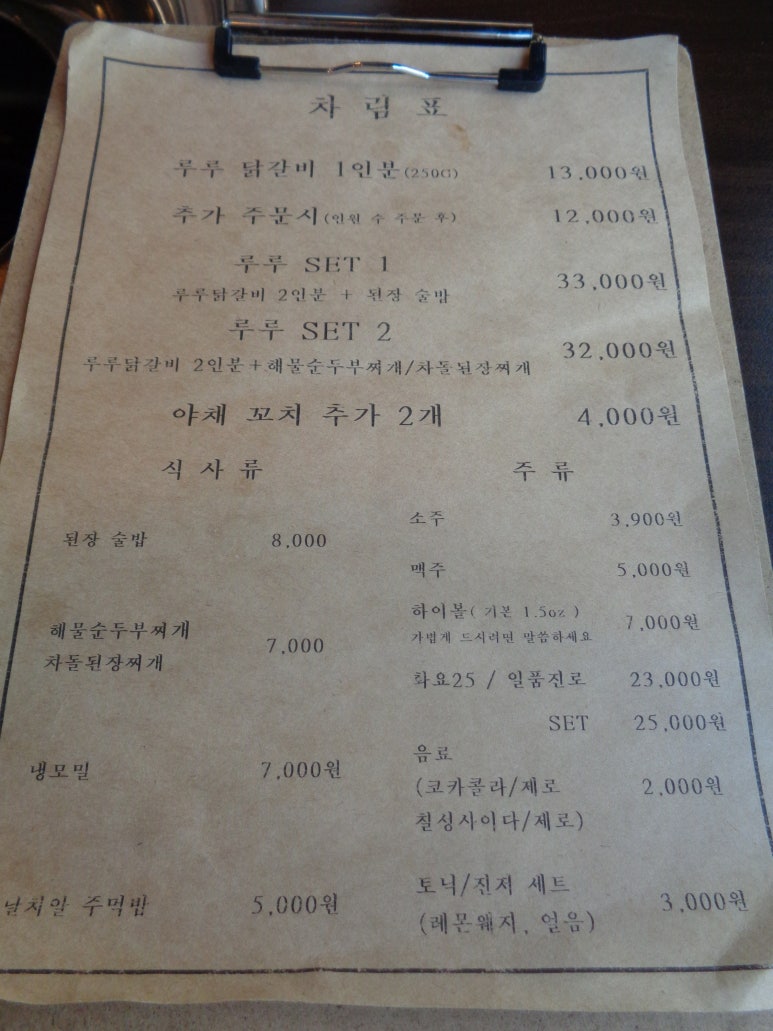 차 림 표
루루 닭갈비 1인분(250G) 13,000원
추가 주문시(인원 수 주문 후) 12,000원
루루 SET 1
루루닭갈비 2인분 + 된장 술밥 33,000원
루루 SET 2
루루닭갈비 2인분+해물순두부찌개/차돌된장찌개 32,000원
야채 꼬치 추가 2개 4,000원
식 사 류
된장 술밥 8,000
해물순두부찌개
차돌된장찌개 7,000
냉모밀 7,000원
날치알 주먹밥 5,000원
주 류
소주 3,900원
맥주 5,000원
하이볼( 기본 1.5oz ) 7,000원
가볍게 드시려면 말씀하세요
화요25 / 일품진로 23,000원
SET 25,000원
음료
(코카콜라/제로 2,000원
칠싱사이다/제로)
토닉/진저 세트
(레몬웨지, 얼음) 3,000원